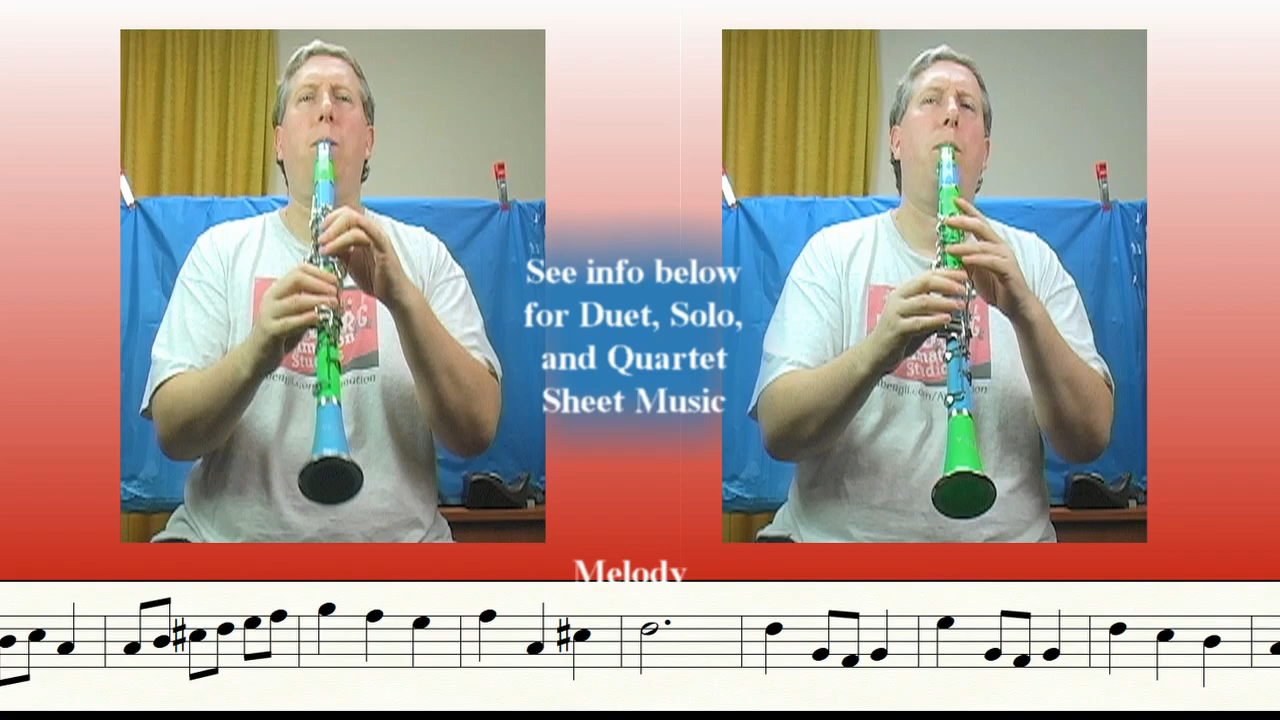 See info below
for Duet, Solo,
and Quartet
Sheet Music
Melody